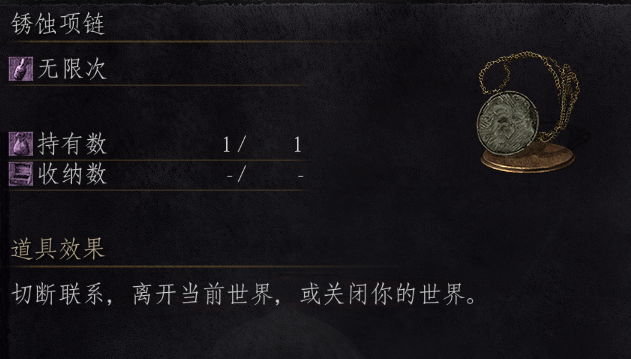 锈蚀项链
无限次
持有数 1/ 1
收纳数 -/ -
道具效果
切断联系，离开当前世界，或关闭你的世界。